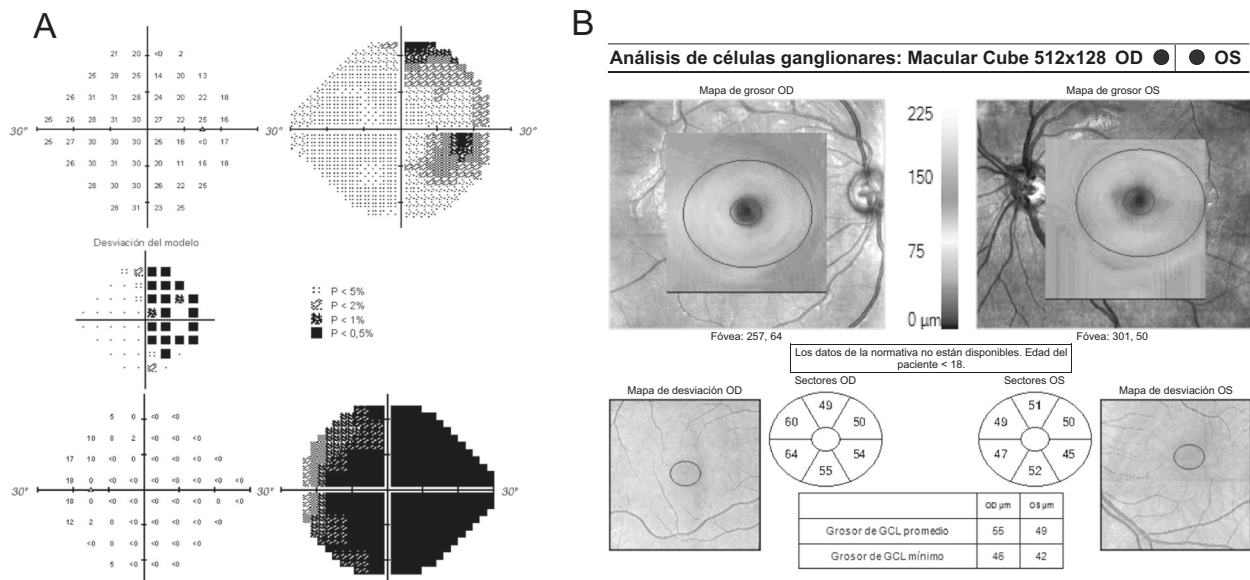 A
21 20 <0 2
25 28 25 14 20 13
26 31 31 28 24 20 22 18
25 26 30 31 30 27 22 25 16
30° 30°
25 27 30 30 31 25 16 <0 17
26 30 31 30 20 11 16 18
28 30 30 26 22 25
28 31 23 25
Desviación del modelo
P < 5%
P < 2%
P < 1%
P < 0,5%
5 0 <0 <0
10 8 2 <0 <0 <0
17 10 <0 <0 <0 <0 <0 <0
18 0 <0 <0 <0 <0 <0 <0 <0
30° 30°
18 0 <0 <0 <0 <0 <0 <0 <0
12 2 <0 <0 <0 <0 <0 <0
<0 <0 <0 <0 <0 <0
5 <0 <0 <0
B
Análisis de células ganglionares: Macular Cube 512x128 OD OS
Mapa de grosor OD
Mapa de grosor OS
225
150
75
0 µm
Fóvea: 257, 64
Fóvea: 301, 50
Los datos de la normativa no están disponibles. Edad del
paciente < 18.
Mapa de desviación OD
Sectores OD
Sectores OS
Mapa de desviación OS
49
60 50
64 54
55
51
49 50
47 45
52
OD µm OS µm
Grosor de GCL promedio 55 49
Grosor de GCL mínimo 46 42